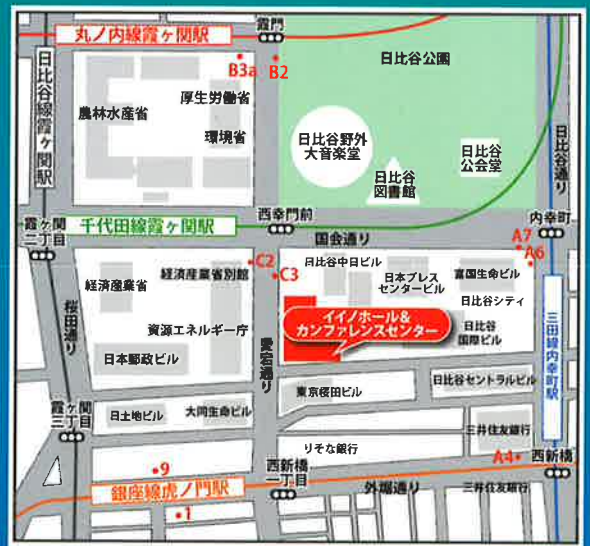 霞門
丸ノ内線霞ケ関駅
B3a
B2
日比谷公園
日比谷線霞ケ関駅
農林水産省
厚生労働省
環境省
日比谷野外
大音楽堂
日比谷
図書館
日比谷
公会堂
日比谷通り
霞ケ関
二丁目
千代田線霞ケ関駅
西幸門前
国会通り
内幸町
A7
A6
C2
C3
経済産業省
経済産業省別館
日比谷中日ビル
日本プレス
センタービル
富国生命ビル
日比谷シティ
日比谷
国際ビル
イイノホール&
カンファレンスセンター
資源エネルギー庁
日本郵政ビル
桜田通り
愛宕通り
三田線内幸町駅
東京桜田ビル
日比谷セントラルビル
霞ケ関
三丁目
日土地ビル
大同生命ビル
りそな銀行
三井住友銀行
A4
西新橋
9
銀座線虎ノ門駅
1
西新橋
一丁目
外堀通り
三井住友銀行